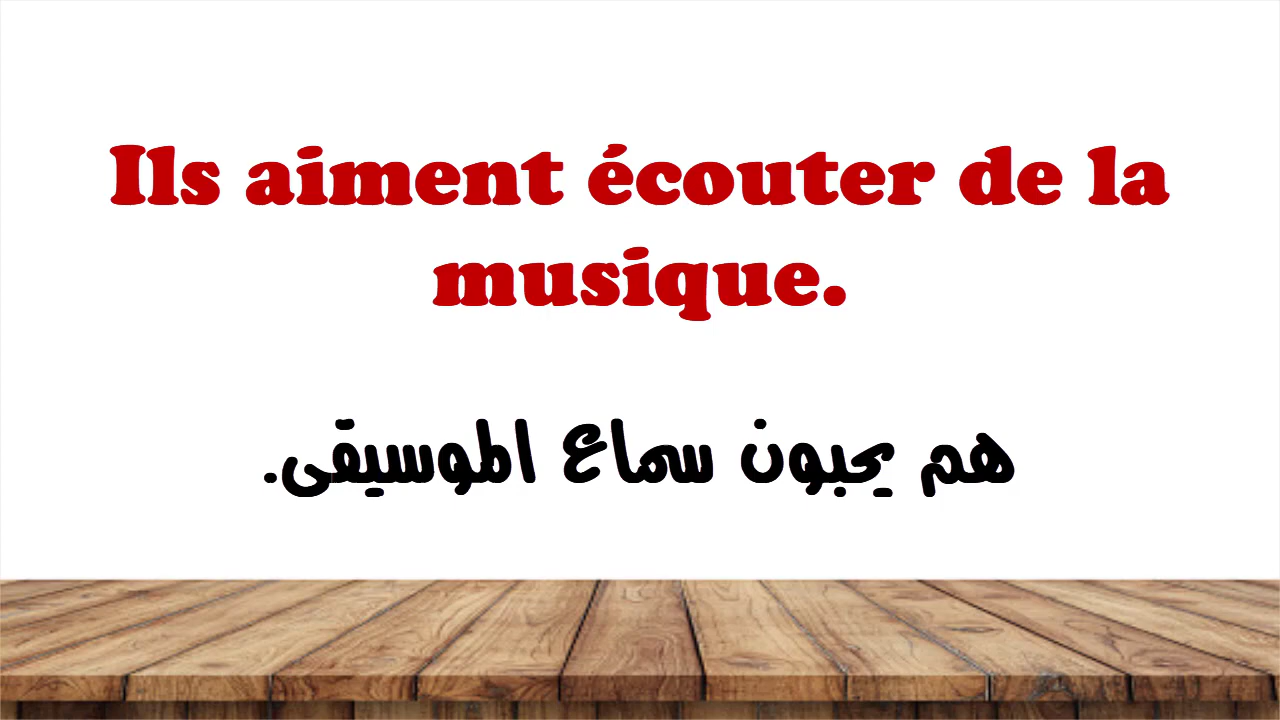 Ils aiment écouter de la
musique.
هم يحبون سماع الموسيقى.